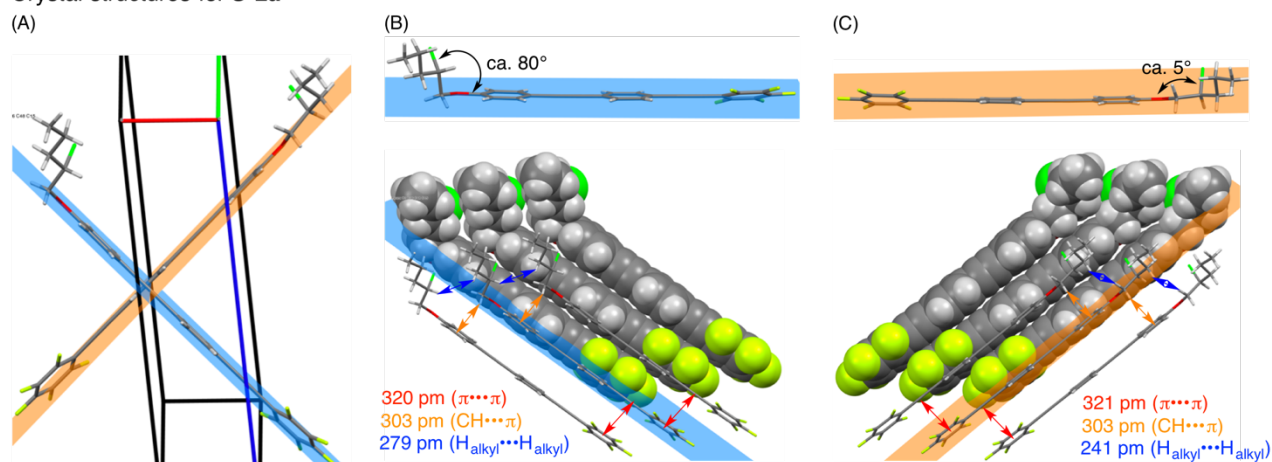 (A)
(B)
(C)
ca. 80°
ca. 5°
320 pm (π•••π)
303 pm (CH•••π)
279 pm (Halkyl•••Halkyl)
321 pm (π•••π)
303 pm (CH•••π)
241 pm (Halkyl•••Halkyl)